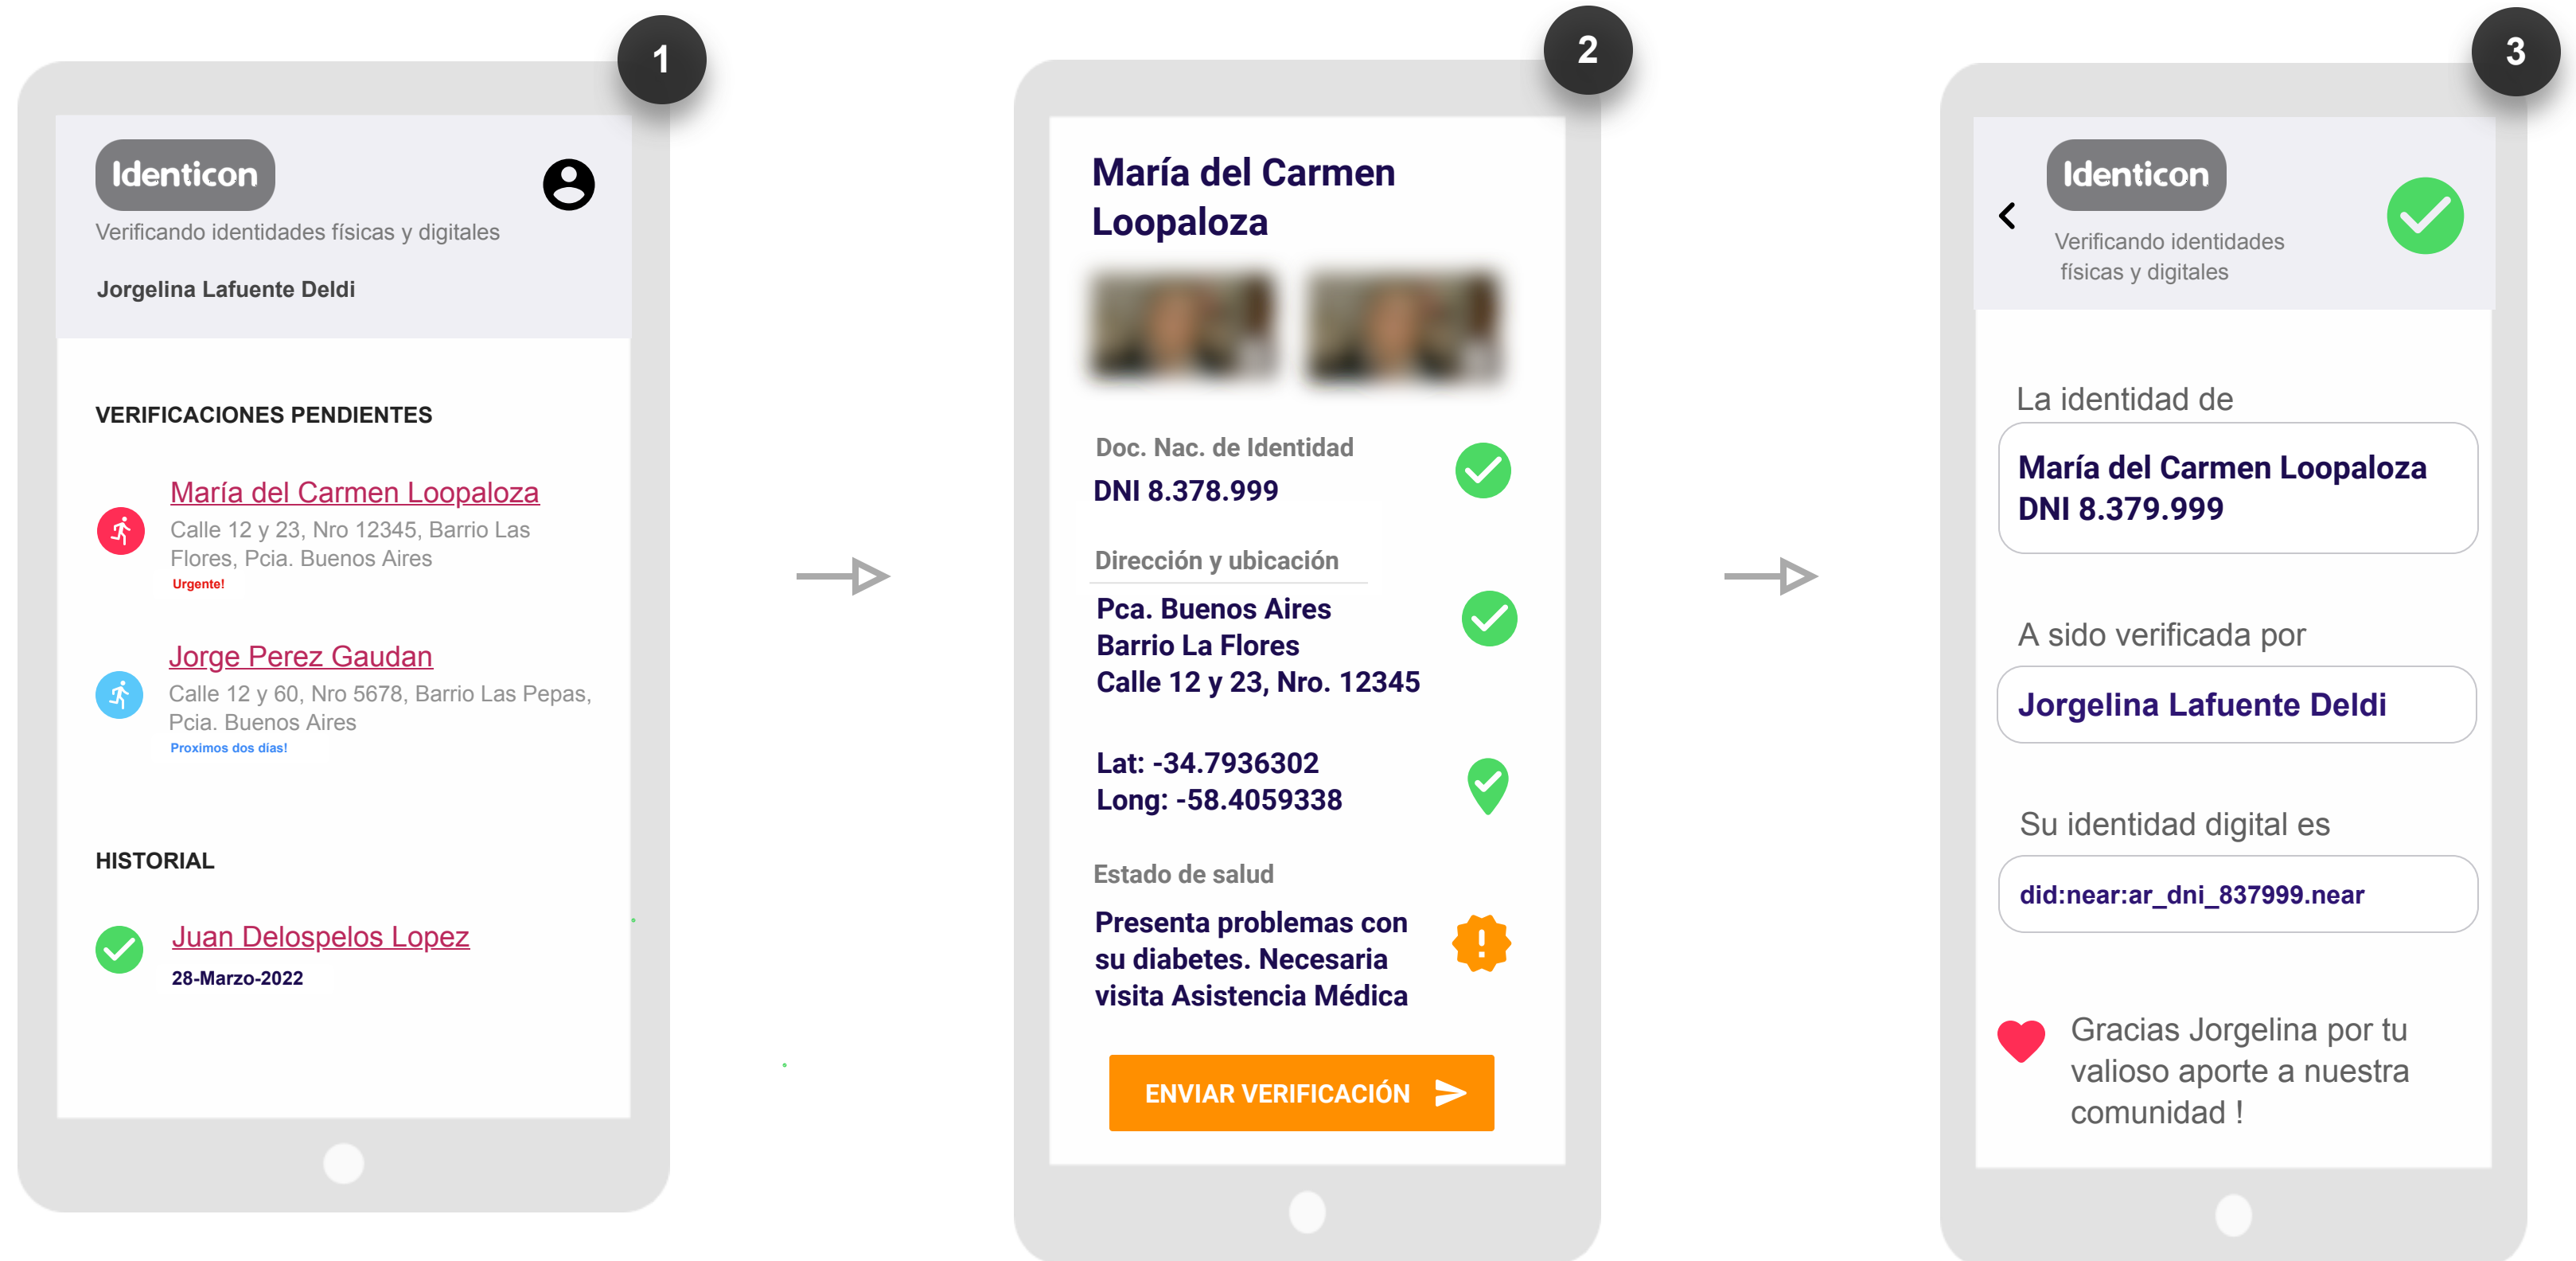 1
Identicon
Verificando identidades físicas y digitales
Jorgelina Lafuente Deldi
VERIFICACIONES PENDIENTES
María del Carmen Loopaloza
Calle 12 y 23, Nro 12345, Barrio Las
Flores, Pcia. Buenos Aires
Urgente!
Jorge Perez Gaudan
Calle 12 y 60, Nro 5678, Barrio Las Pepas,
Pcia. Buenos Aires
Proximos dos días!
HISTORIAL
Juan Delospelos Lopez
28-Marzo-2022
2
María del Carmen
Loopaloza
Doc. Nac. de Identidad
DNI 8.378.999
Dirección y ubicación
Pca. Buenos Aires
Barrio La Flores
Calle 12 y 23, Nro. 12345
Lat: -34.7936302
Long: -58.4059338
Estado de salud
Presenta problemas con
su diabetes. Necesaria
visita Asistencia Médica
ENVIAR VERIFICACIÓN
3
Identicon
Verificando identidades
físicas y digitales
La identidad de
María del Carmen Loopaloza
DNI 8.379.999
A sido verificada por
Jorgelina Lafuente Deldi
Su identidad digital es
did:near:ar_dni_837999.near
Gracias Jorgelina por tu
valioso aporte a nuestra
comunidad !